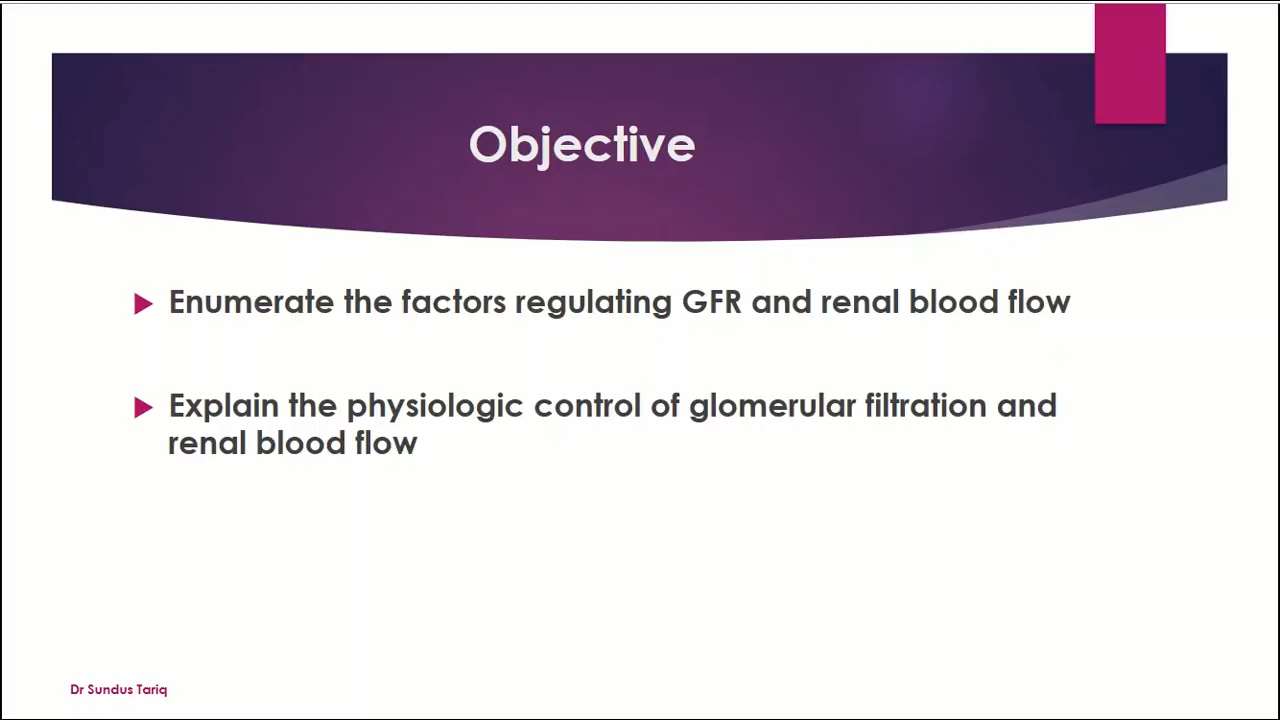 Objective
Enumerate the factors regulating GFR and renal blood flow
Explain the physiologic control of glomerular filtration and
renal blood flow
Dr Sundus Tariq